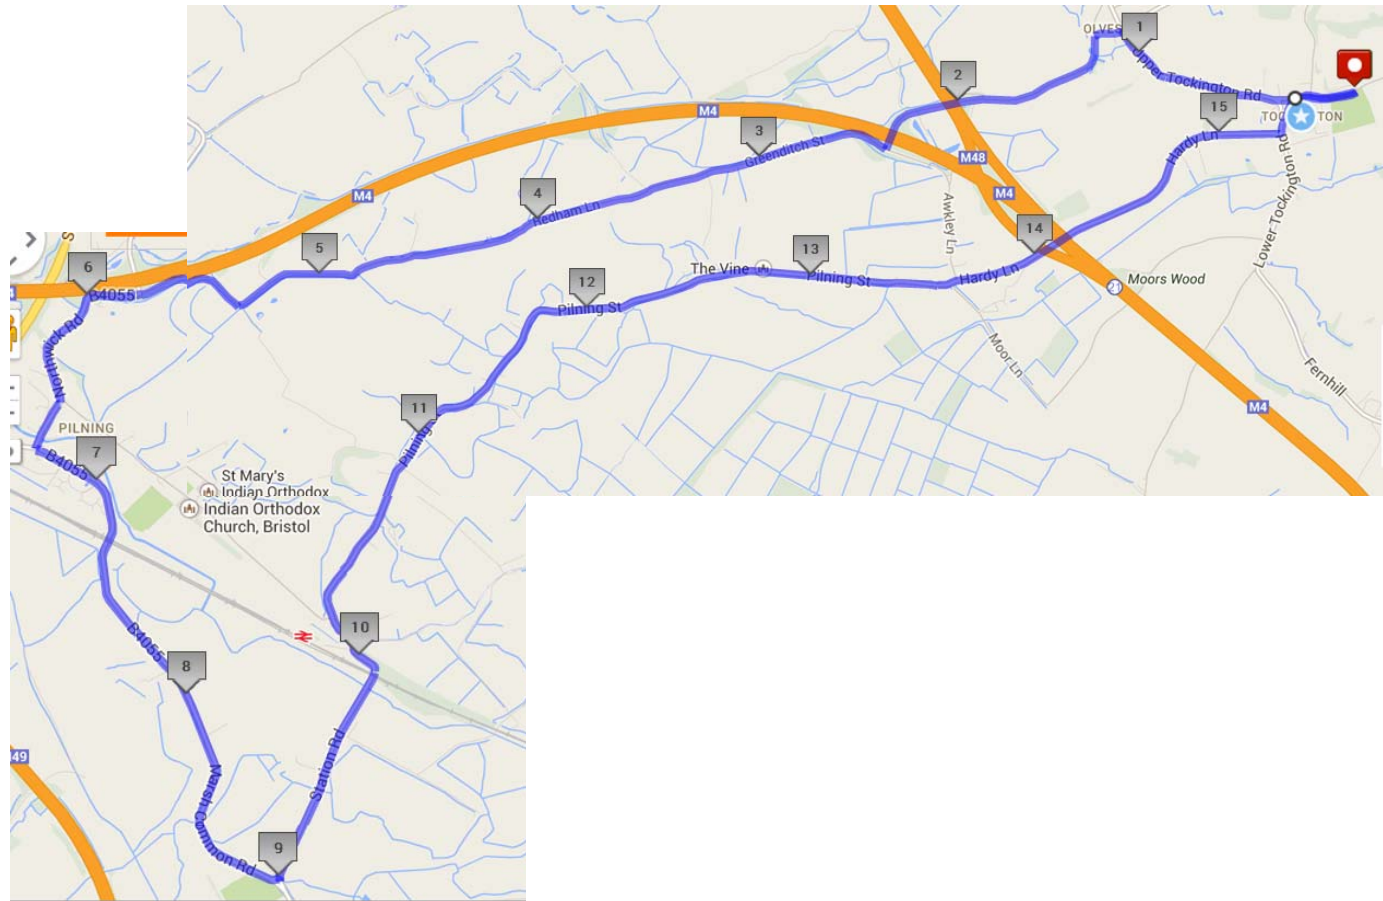 OLVES
1
Upper Tockington Rd
2
15
TOC TON
M4
3
Greenditch St
Hardy Ln
M48
M4
M4
4
Redham Ln
Awkley Ln
Lower Tockington Rd
14
5
13
The Vine
Pilning St
Hardy Ln
Moors Wood
21
6
B4055
12
Pilning St
Northwick Rd
Moor Ln
Fernhill
M4
11
Pilning
PILNING
7
B4055
St Mary's
Indian Orthodox
Indian Orthodox
Church, Bristol
10
B4055
8
Station Rd
49
Marsh Common Rd
9